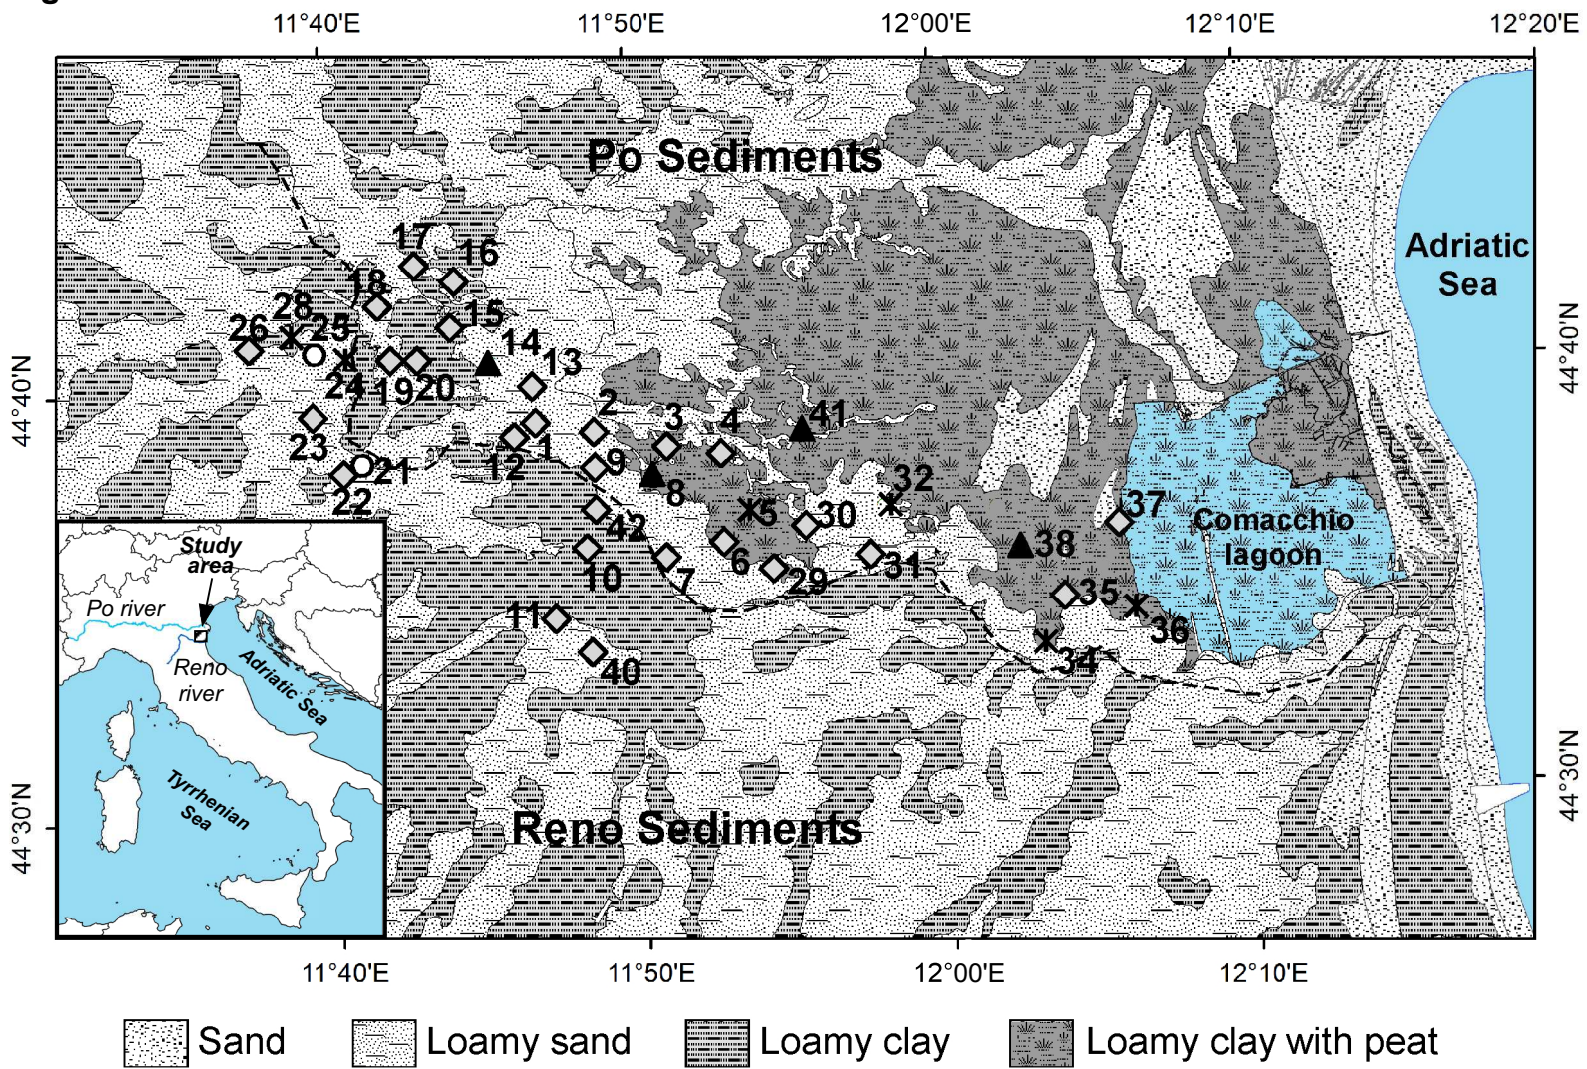 11°40'E 11°50'E 12°00'E 12°10'E 12°20'E
Po Sediments
Adriatic
Sea
17
16
18
28
25
15
26
14
13
44°40'N
44°40'N
24
19
20
2
3
4
41
23
12
1
9
21
8
32
22
5
30
37
42
Comacchio
lagoon
38
10
7
6
29
31
35
11
36
34
40
Study
area
Po river
Reno
river
Adriatic Sea
Tyrrhenian
Sea
Reno Sediments
44°30'N
44°30'N
11°40'E 11°50'E 12°00'E 12°10'E
Sand Loamy sand Loamy clay Loamy clay with peat